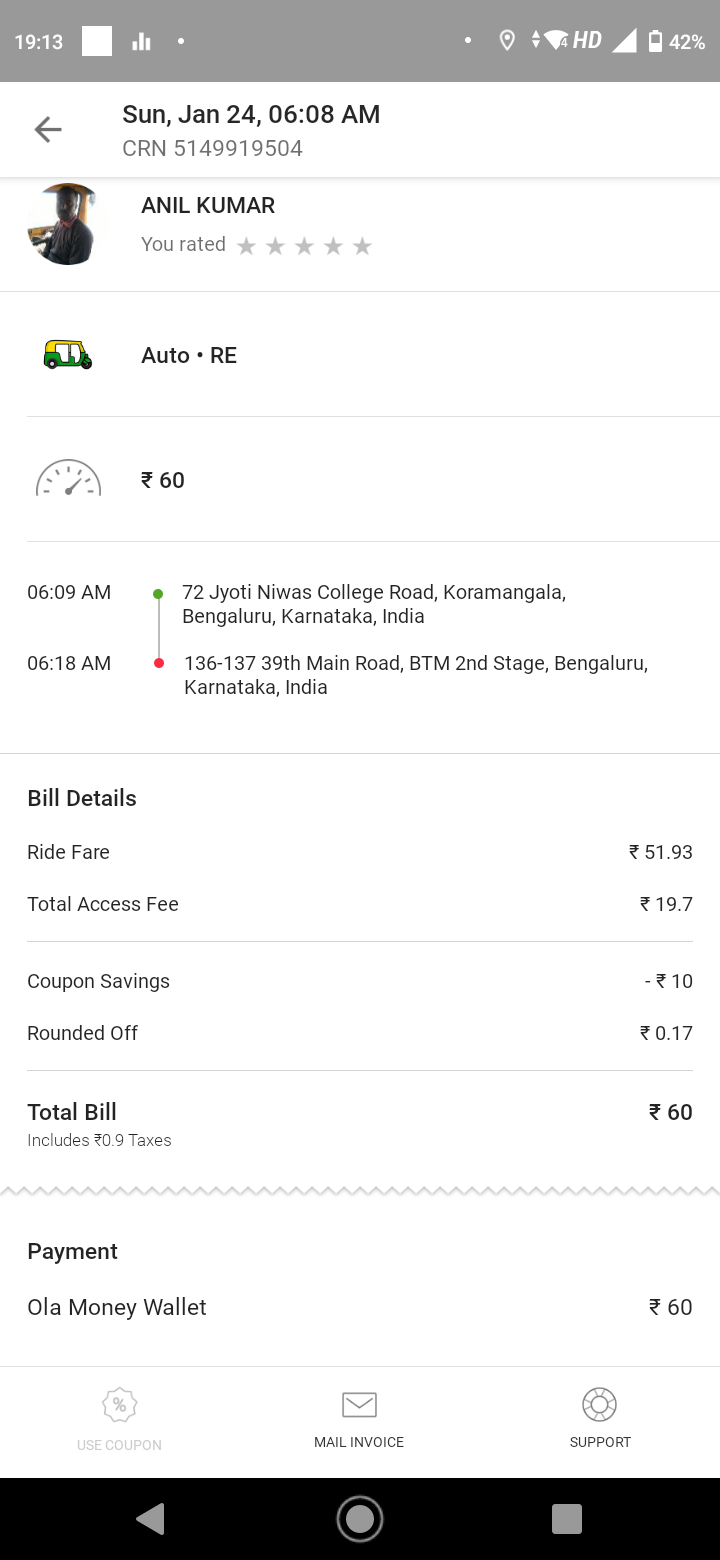 19:13
4 HD 42%
Sun, Jan 24, 06:08 AM
CRN 5149919504
ANIL KUMAR
You rated
Auto • RE
₹ 60
06:09 AM 72 Jyoti Niwas College Road, Koramangala,
Bengaluru, Karnataka, India
06:18 AM 136-137 39th Main Road, BTM 2nd Stage, Bengaluru,
Karnataka, India
Bill Details
Ride Fare ₹ 51.93
Total Access Fee ₹ 19.7
Coupon Savings - ₹ 10
Rounded Off ₹ 0.17
Total Bill ₹ 60
Includes ₹0.9 Taxes
Payment
Ola Money Wallet ₹ 60
%
USE COUPON MAIL INVOICE SUPPORT